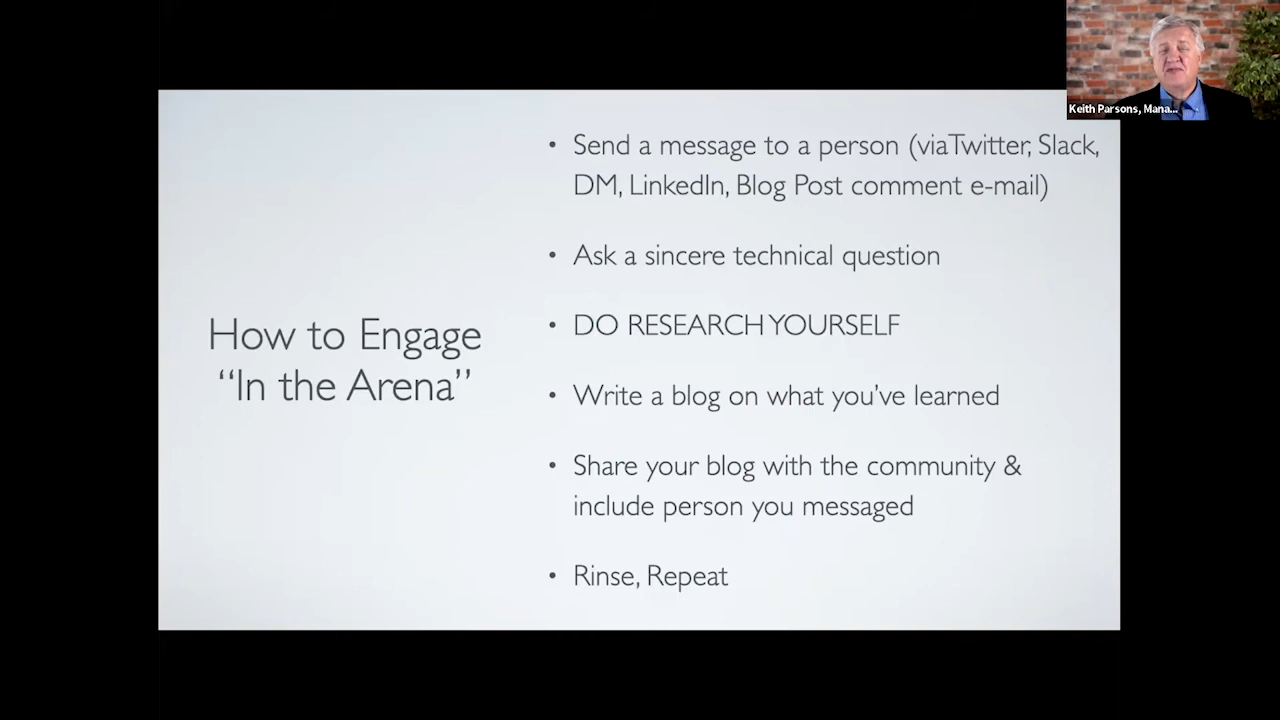 Keith Parsons, Mana...
How to Engage
“In the Arena”
• Send a message to a person (viaTwitter, Slack,
DM, LinkedIn, Blog Post comment e-mail)
• Ask a sincere technical question
• DO RESEARCH YOURSELF
• Write a blog on what you’ve learned
• Share your blog with the community &
include person you messaged
• Rinse, Repeat